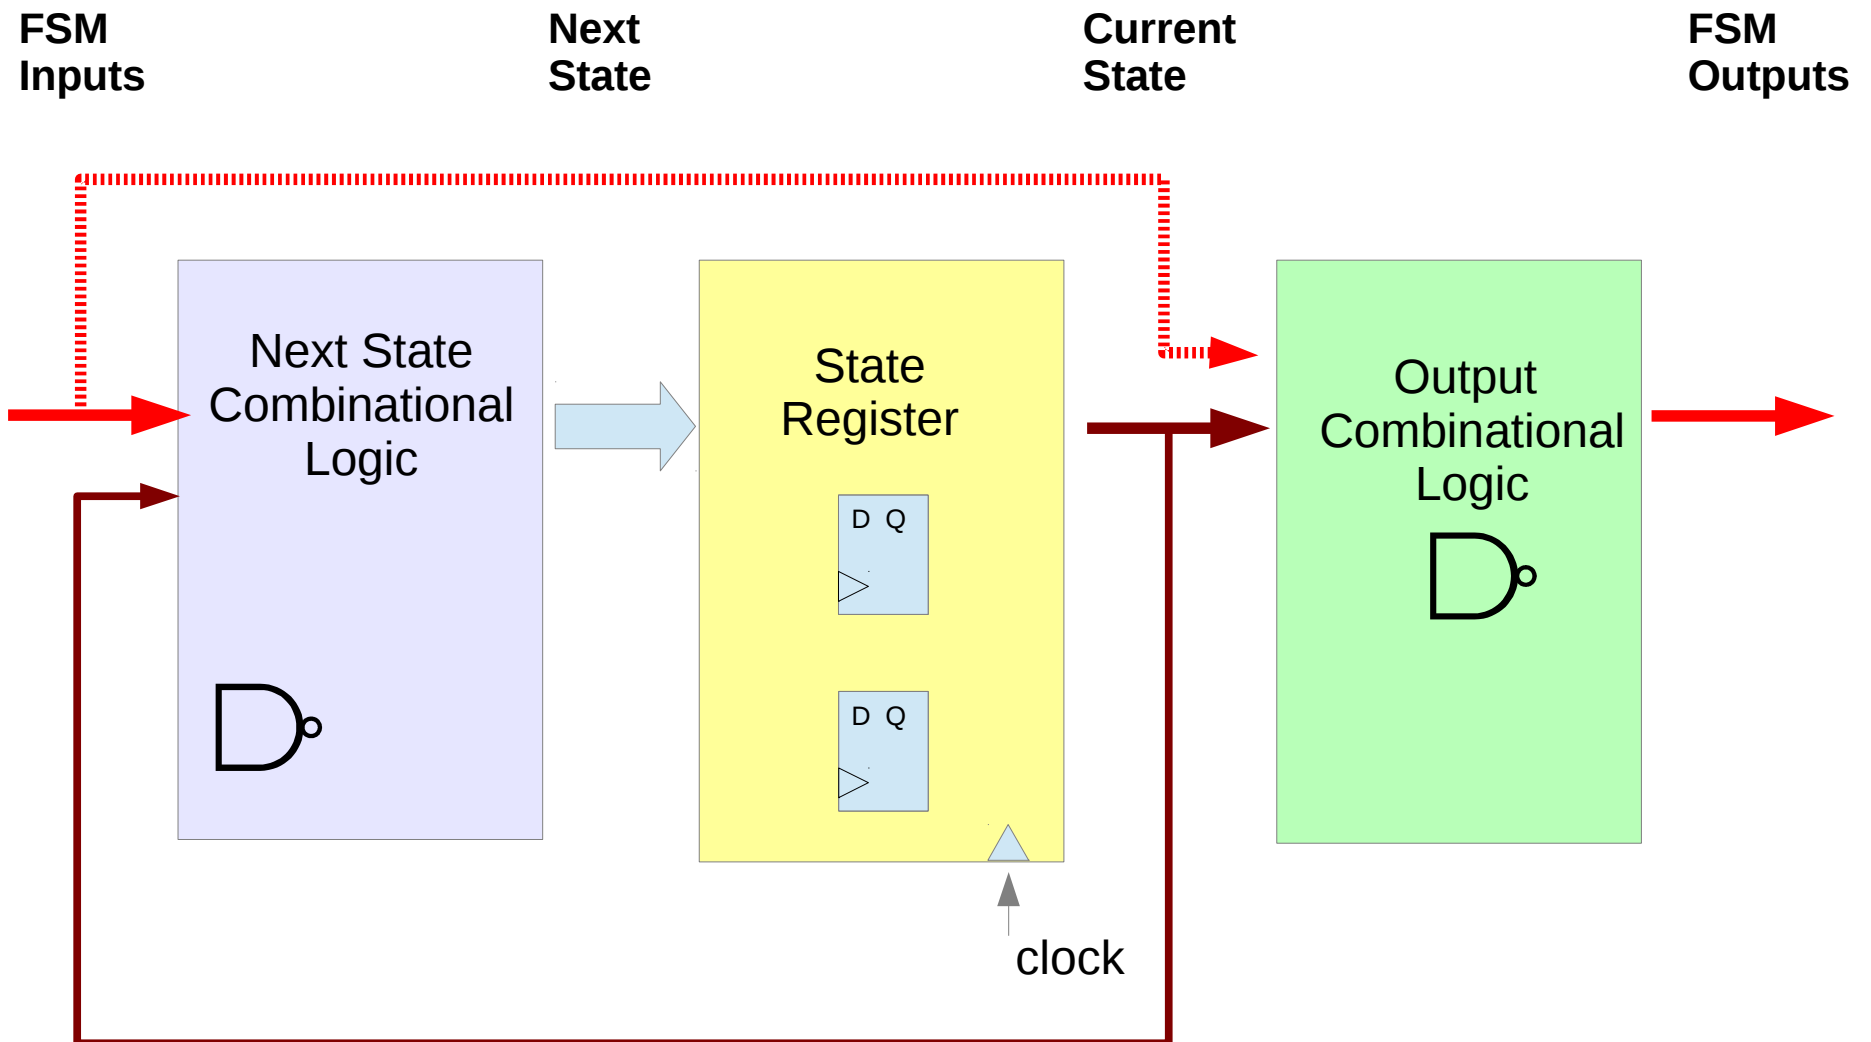 FSM
Inputs
Next
State
Current
State
FSM
Outputs
Next State
Combinational
Logic
State
Register
D Q
D Q
clock
Output
Combinational
Logic